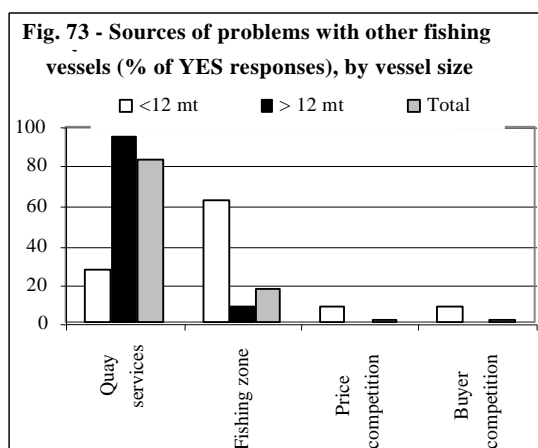 Fig. 73 - Sources of problems with other fishing
vessels (% of YES responses), by vessel size
<12 mt > 12 mt Total
100
80
60
40
20
0
Quay
services
Fishing zone
Price
competition
Buyer
competition